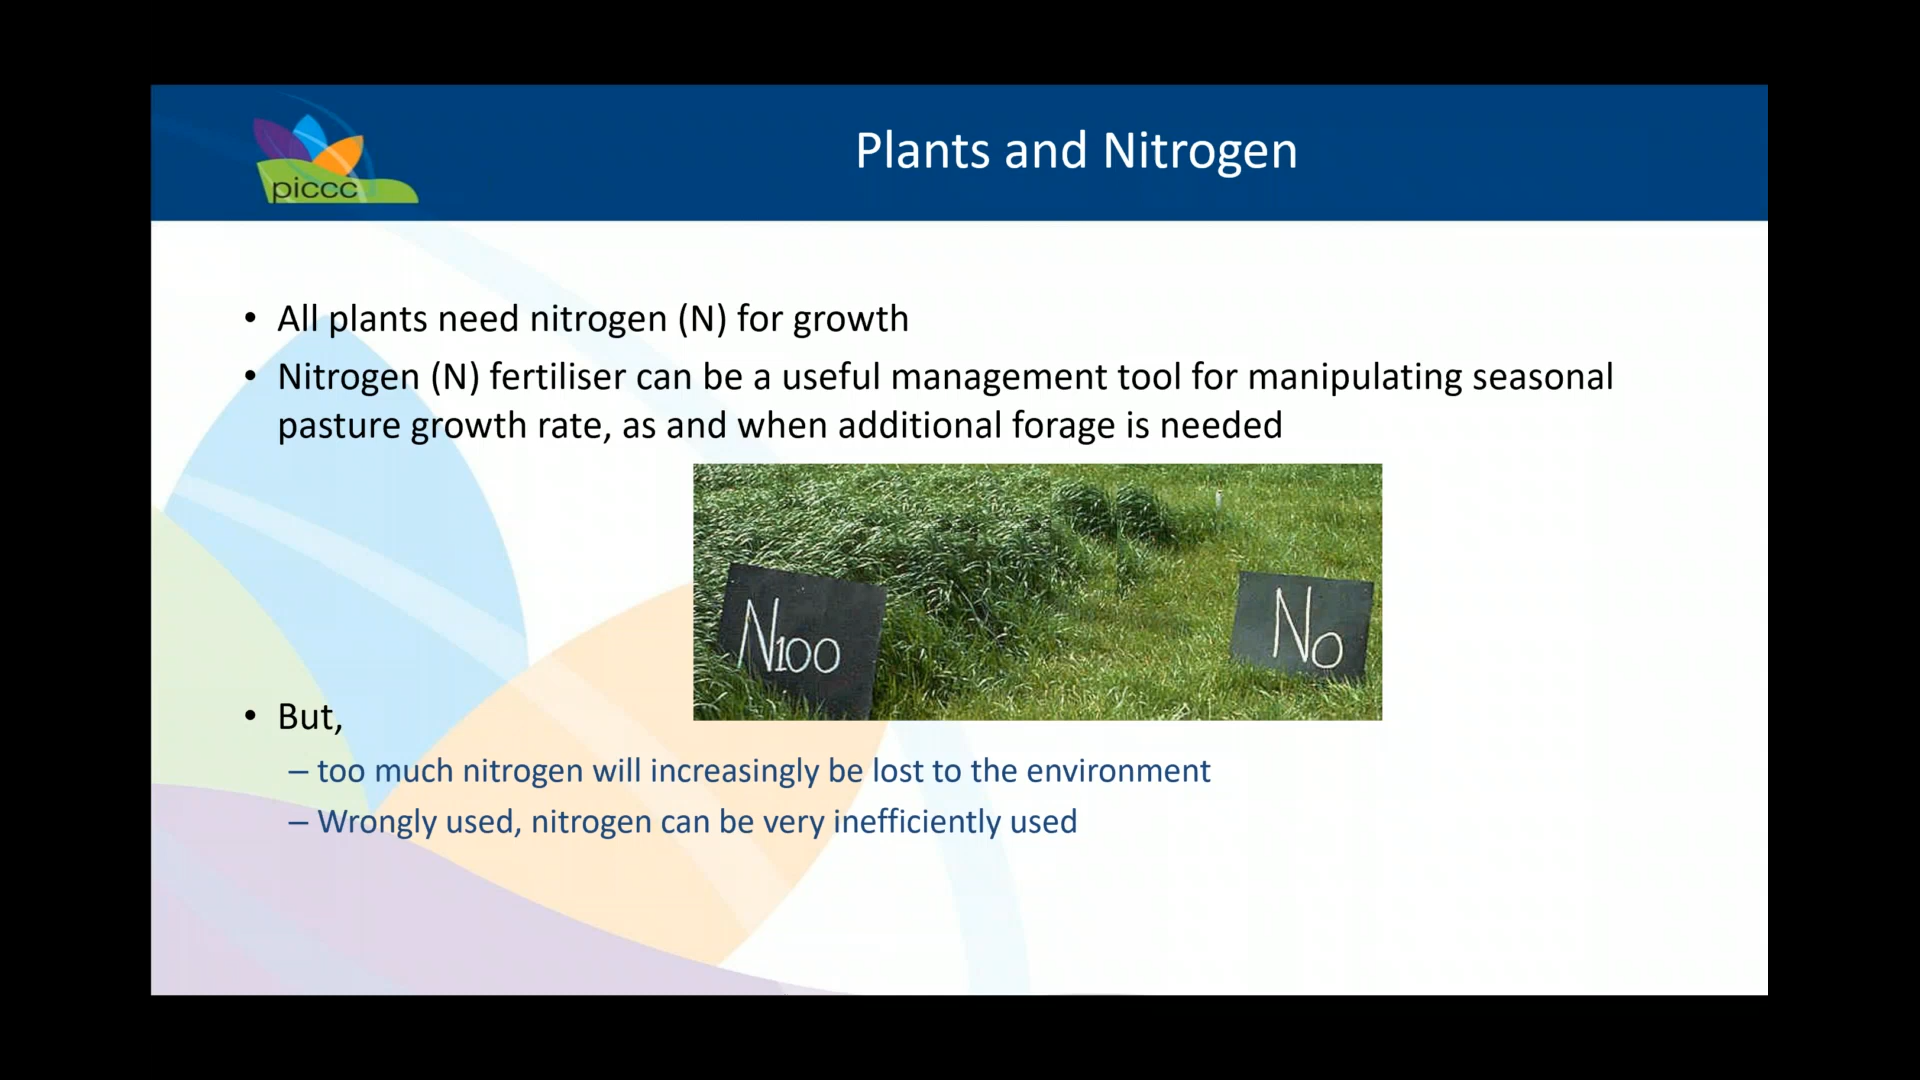 piccc
Plants and Nitrogen
• All plants need nitrogen (N) for growth
• Nitrogen (N) fertiliser can be a useful management tool for manipulating seasonal
pasture growth rate, as and when additional forage is needed
N100
N0
• But,
– too much nitrogen will increasingly be lost to the environment
– Wrongly used, nitrogen can be very inefficiently used